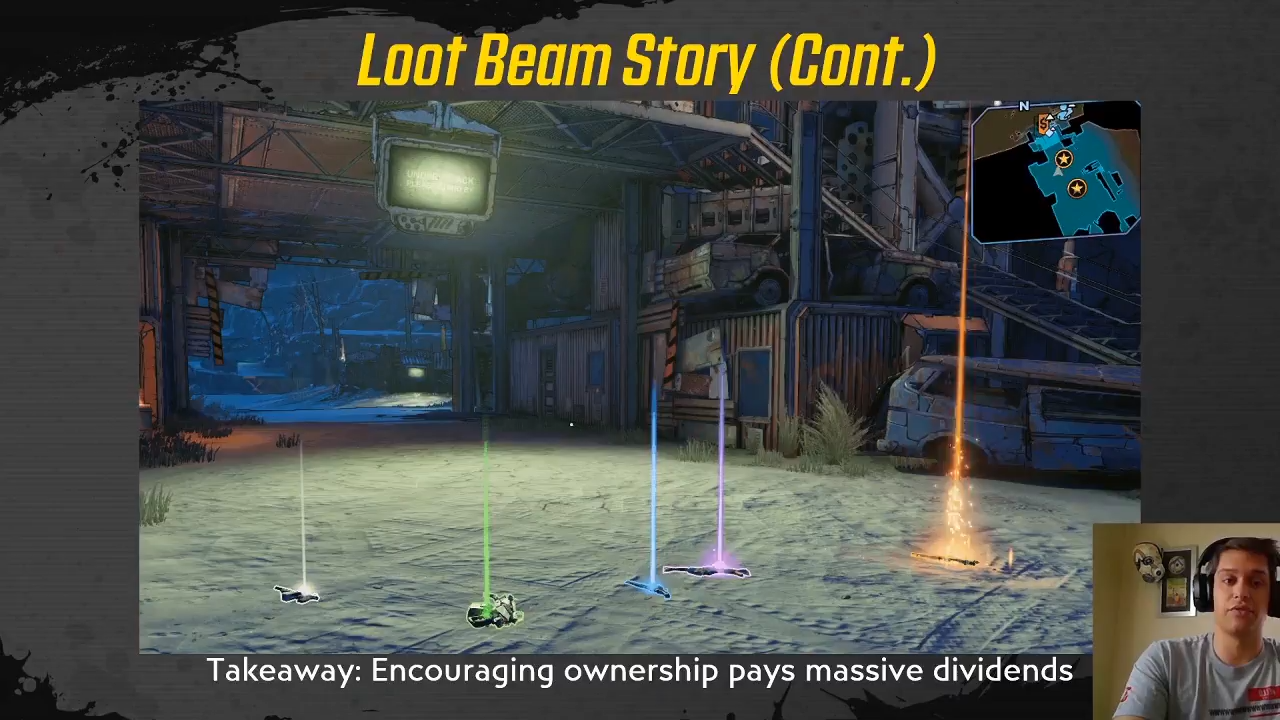 Loot Beam Story (Cont.)
N
Takeaway: Encouraging ownership pays massive dividends